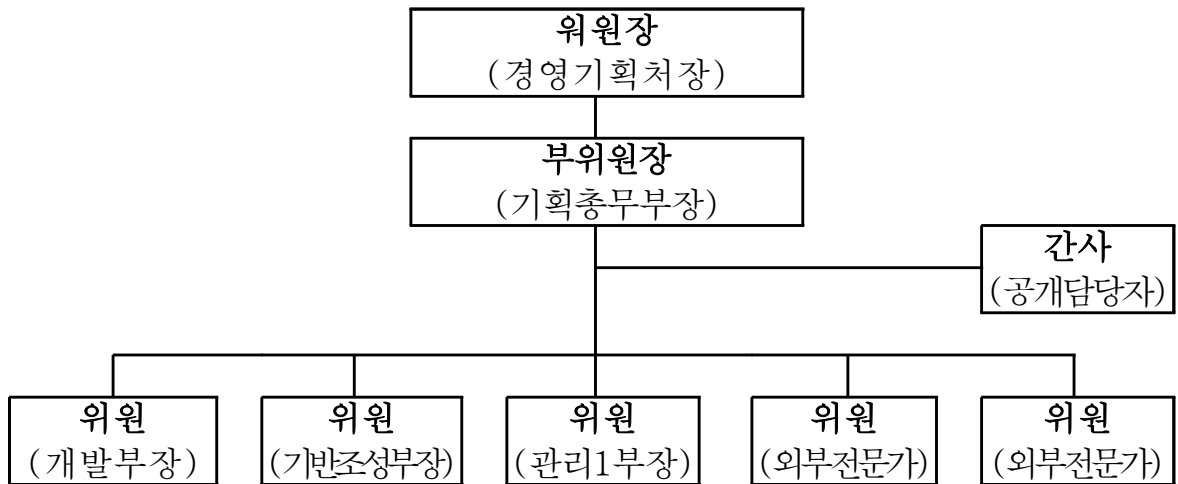 워원장
(경영기획처장)
부위원장
(기획총무부장)
간사
(공개담당자)
위원
(개발부장)
위원
(기반조성부장)
위원
(관리1부장)
위원
(외부전문가)
위원
(외부전문가)